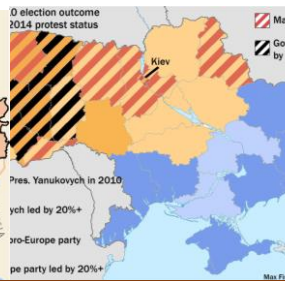 0 election outcome
2014 protest status
Ma
Go
by
Kiev
Pres. Yanukovych in 2010
ych led by 20%+
pro-Europe party
pe party led by 20%+
Max Fi